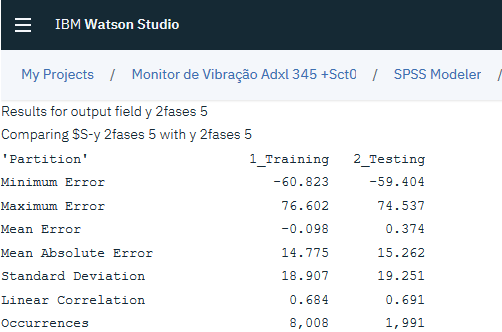 IBM Watson Studio
My Projects / Monitor de Vibração Adxl 345 +Sct0 / SPSS Modeler /
Results for output field y 2fases 5
Comparing $S-y 2fases 5 with y 2fases 5
'Partition' 1_Training 2_Testing
Minimum Error -60.823 -59.404
Maximum Error 76.602 74.537
Mean Error -0.098 0.374
Mean Absolute Error 14.775 15.262
Standard Deviation 18.907 19.251
Linear Correlation 0.684 0.691
Occurrences 8,008 1,991